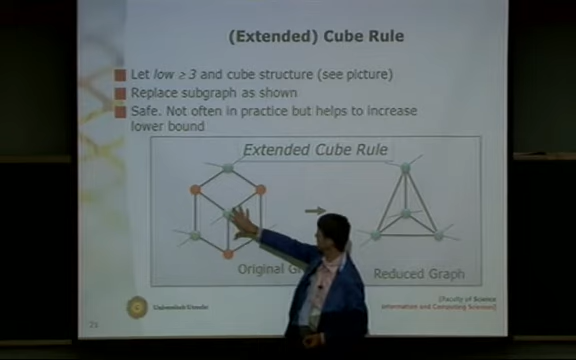 (Extended) Cube Rule
Let low ≥ 3 and cube structure (see picture)
Replace subgraph as shown
Safe. Not often in practice but helps to increase
lower bound
Extended Cube Rule
Original
Reduced Graph
Universiteit Utrecht
[Faculty of Science
Information and Computing Sciences]